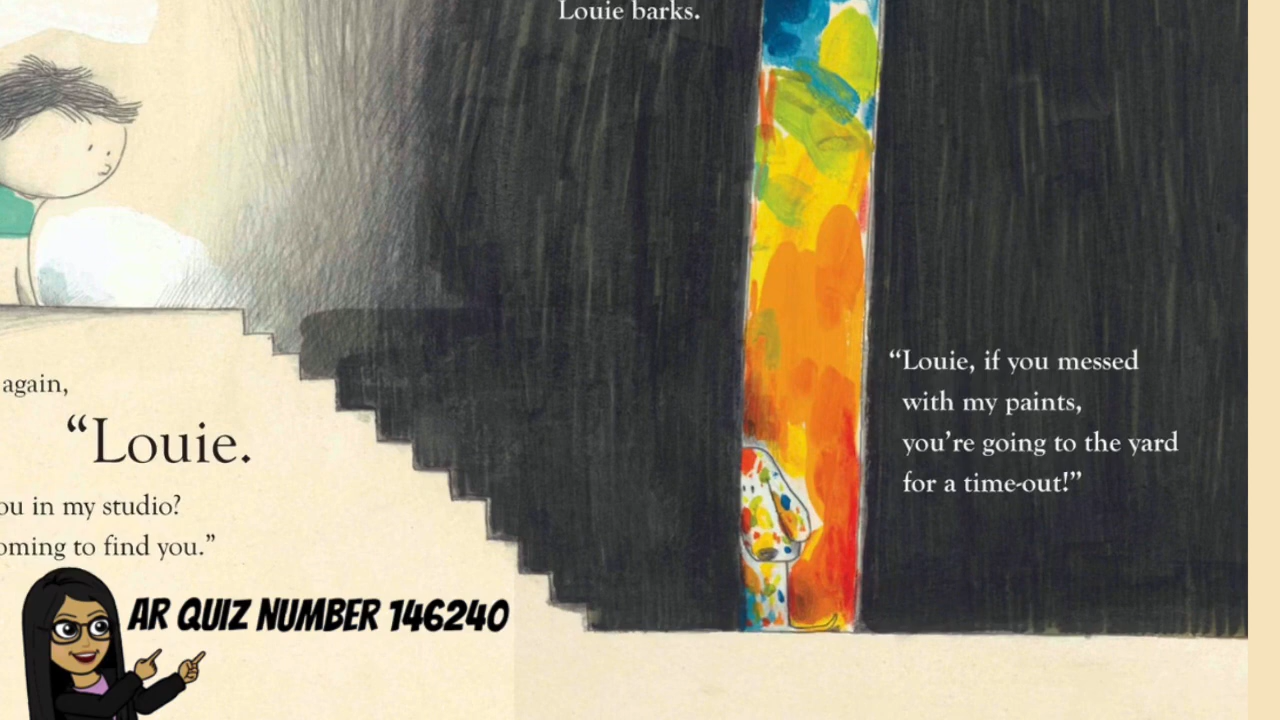 Louie barks.
again,
“Louie.
ou in my studio?
oming to find you.”
“Louie, if you messed
with my paints,
you’re going to the yard
for a time-out!”
AR QUIZ NUMBER 146240